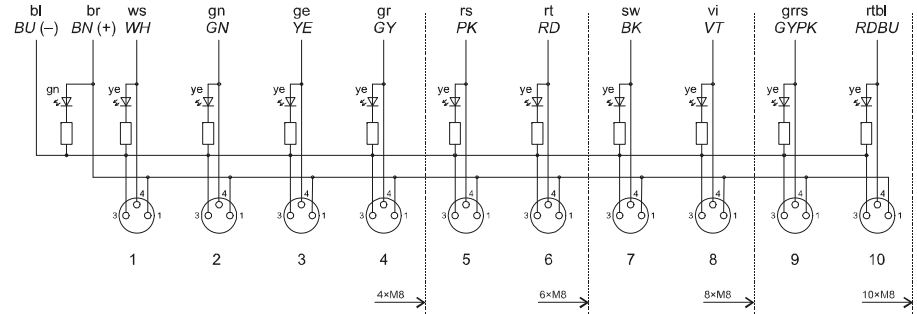 bl br ws gn ge gr rs rt sw vi grrs rtbl
BU (–) BN (+) WH GN YE GY PK RD BK VT GYPK RDBU
gn ye ye ye ye ye ye ye ye ye ye
4 4 4 4 4 4 4 4 4 4
3 1 3 1 3 1 3 1 3 1 3 1 3 1 3 1 3 1 3 1
1 2 3 4 5 6 7 8 9 10
4×M8 6×M8 8×M8 10×M8